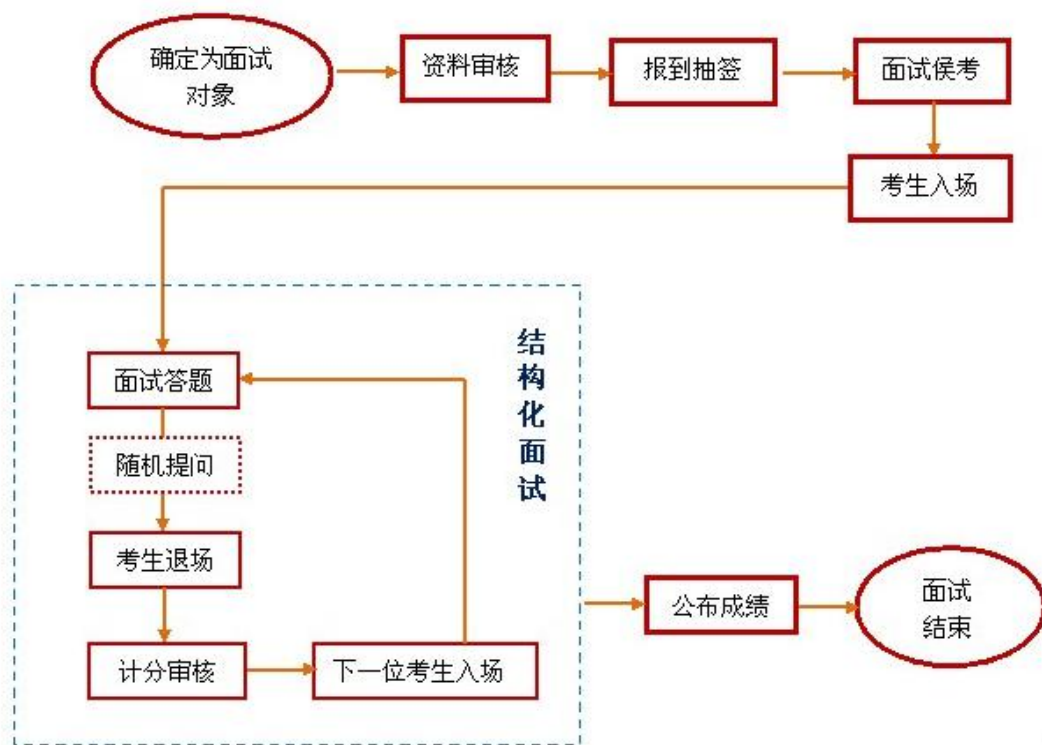 确定为面试
对象
资料审核
报到抽签
面试侯考
考生入场
结构化面试
面试答题
随机提问
考生退场
计分审核
下一位考生入场
公布成绩
面试
结束